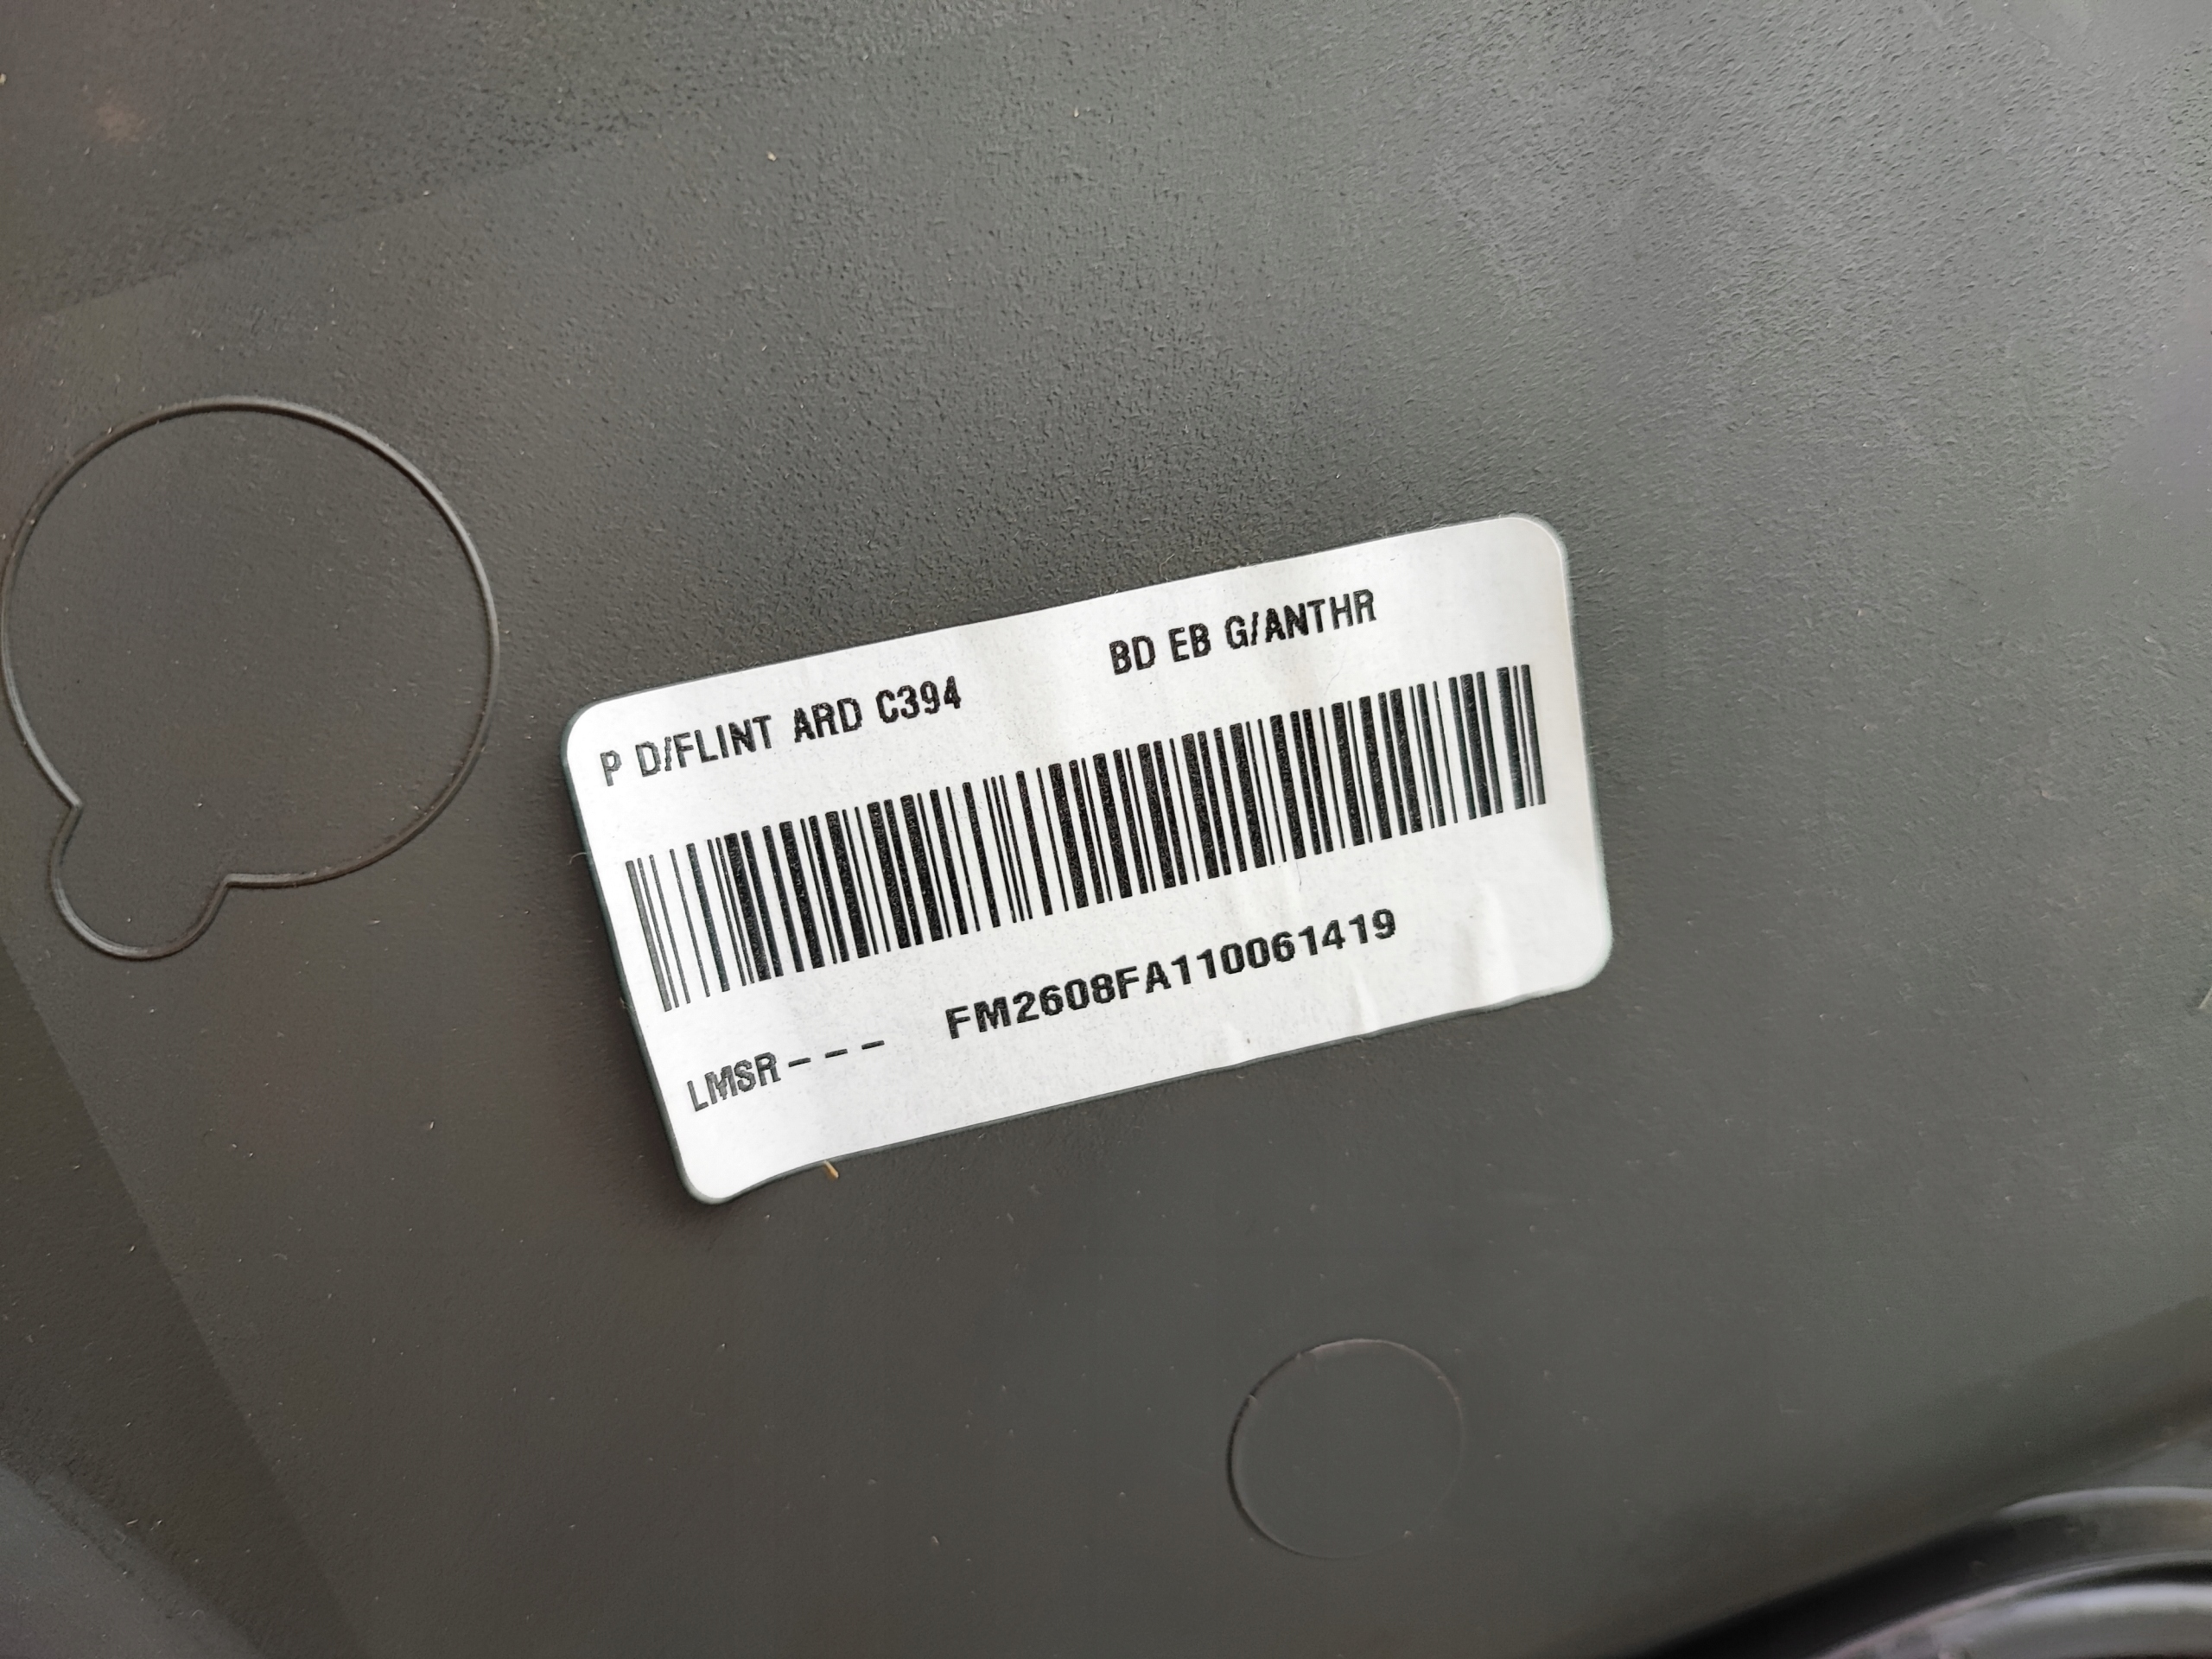 P D/FLINT ARD C394 BD EB G/ANTHR
LMSR--- FM2608FA110061419